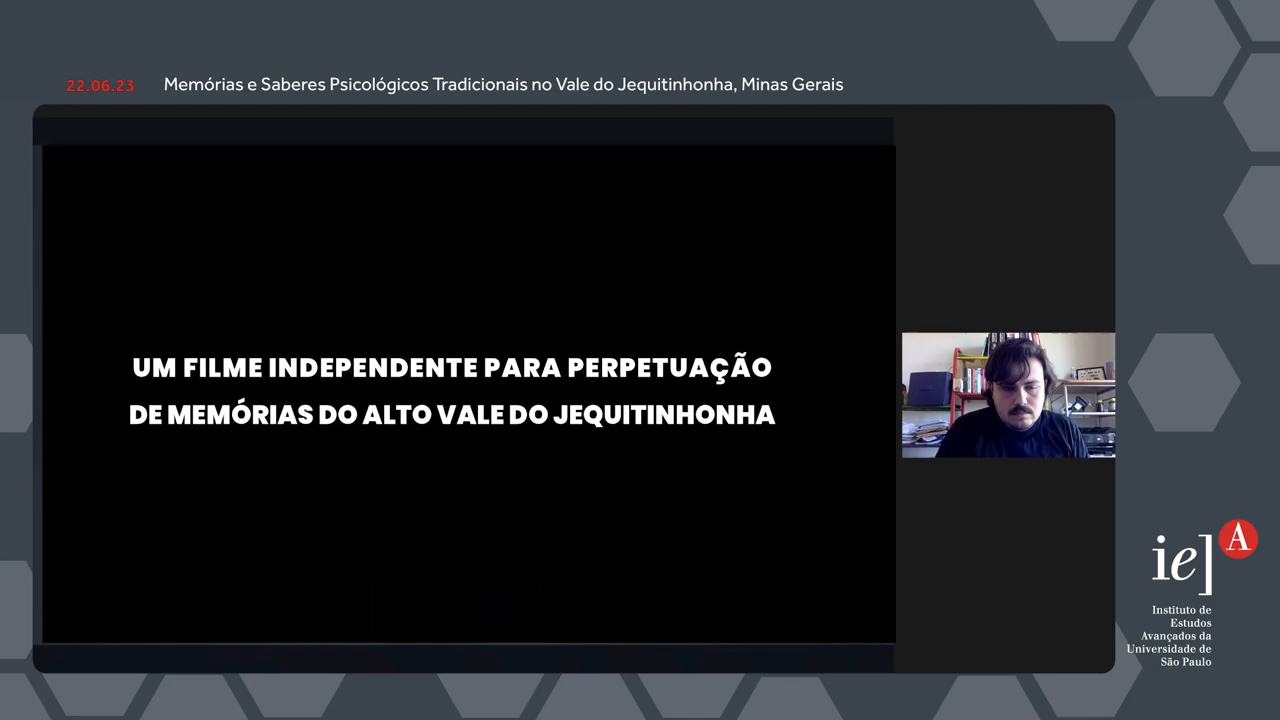 22.06.23 Memórias e Saberes Psicológicos Tradicionais no Vale do Jequitinhonha, Minas Gerais
UM FILME INDEPENDENTE PARA PERPETUAÇÃO
DE MEMÓRIAS DO ALTO VALE DO JEQUITINHONHA
ie] A
Instituto de
Estudos
Avançados da
Universidade de
São Paulo